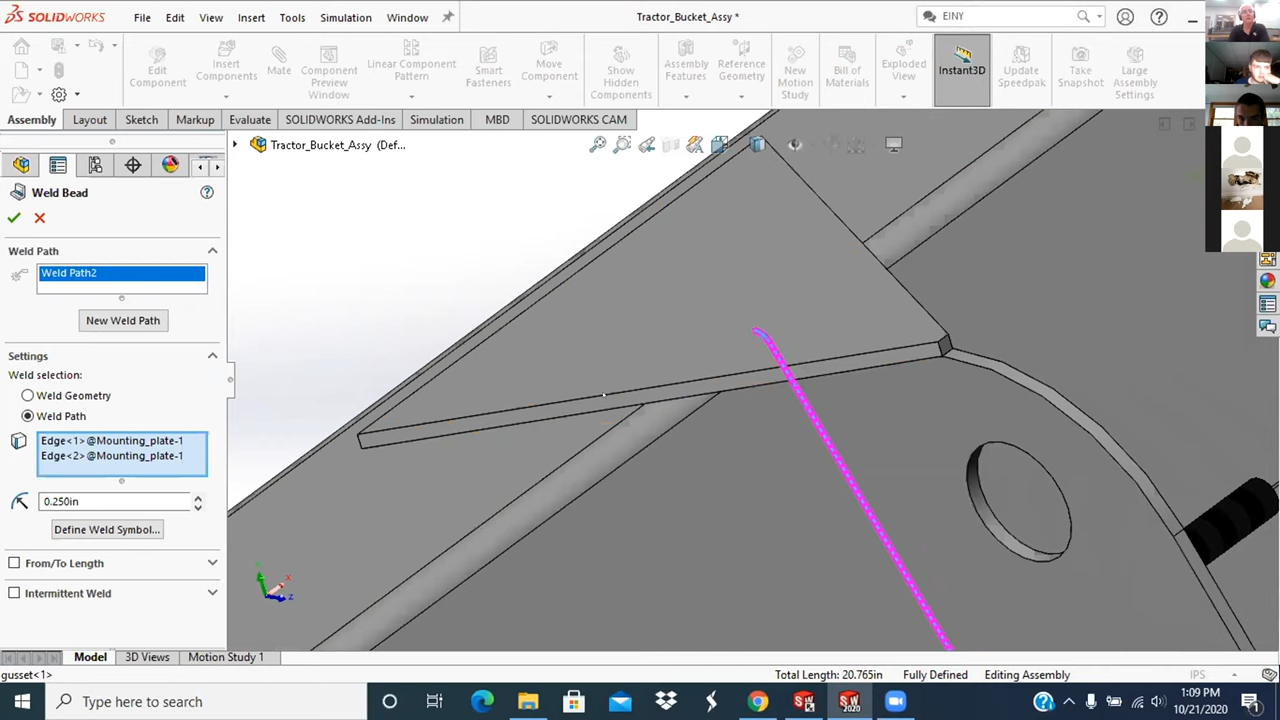 SOLIDWORKS
File Edit View Insert Tools Simulation Window
Tractor_Bucket_Assy *
EINY
Edit Component
Insert Components
Mate
Component Preview Window
Linear Component Pattern
Smart Fasteners
Move Component
Show Hidden Components
Assembly Features
Reference Geometry
New Motion Study
Bill of Materials
Exploded View
Instant3D
Update Speedpak
Take Snapshot
Large Assembly Settings
Assembly Layout Sketch Markup Evaluate SOLIDWORKS Add-Ins Simulation MBD SOLIDWORKS CAM
Tractor_Bucket_Assy (Def...
Weld Bead
Weld Path
Weld Path2
New Weld Path
Settings
Weld selection:
Weld Geometry
Weld Path
Edge<1>@Mounting_plate-1
Edge<2>@Mounting_plate-1
0.250in
Define Weld Symbol...
From/To Length
Intermittent Weld
X
Z
Model 3D Views Motion Study 1
gusset<1> Total Length: 20.765in Fully Defined Editing Assembly IPS
Type here to search
SW
SW 2020
1:09 PM
10/21/2020
1